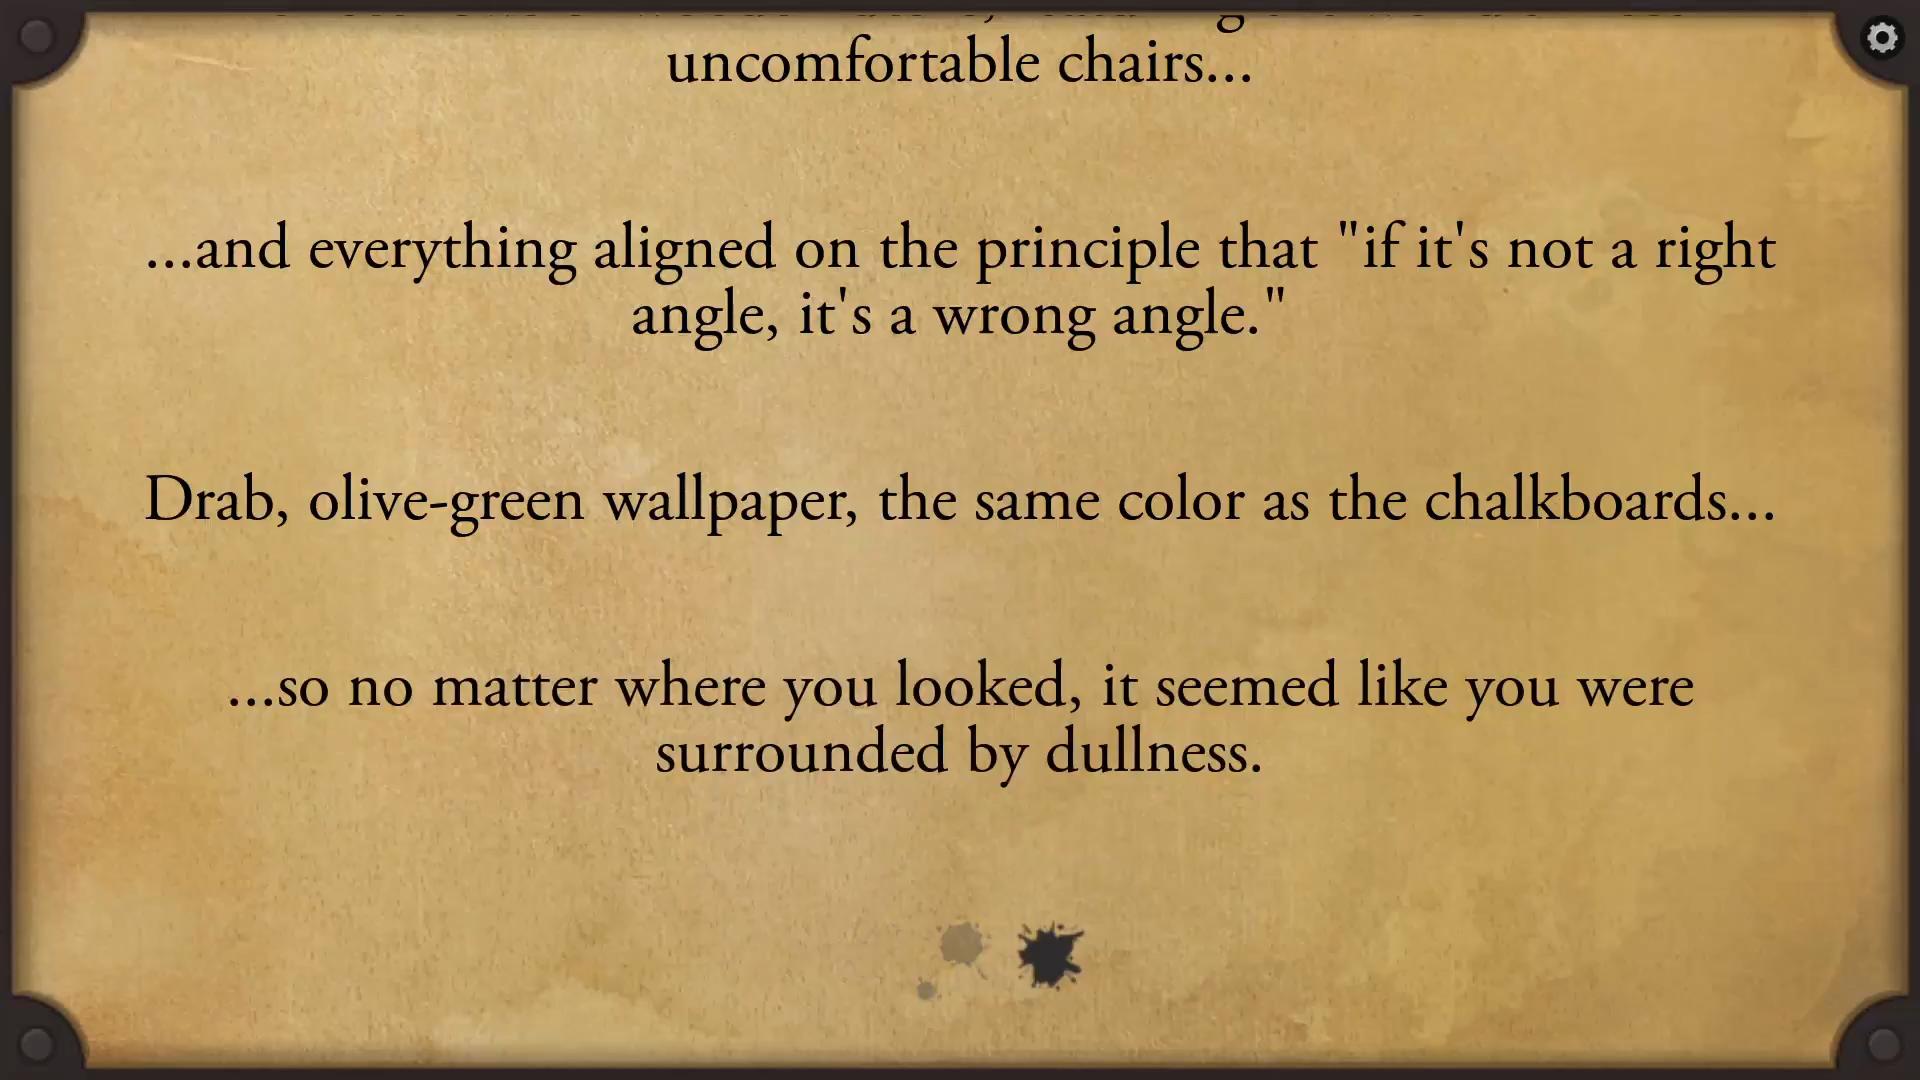 uncomfortable chairs...
...and everything aligned on the principle that "if it's not a right
angle, it's a wrong angle."
Drab, olive-green wallpaper, the same color as the chalkboards...
...so no matter where you looked, it seemed like you were
surrounded by dullness.